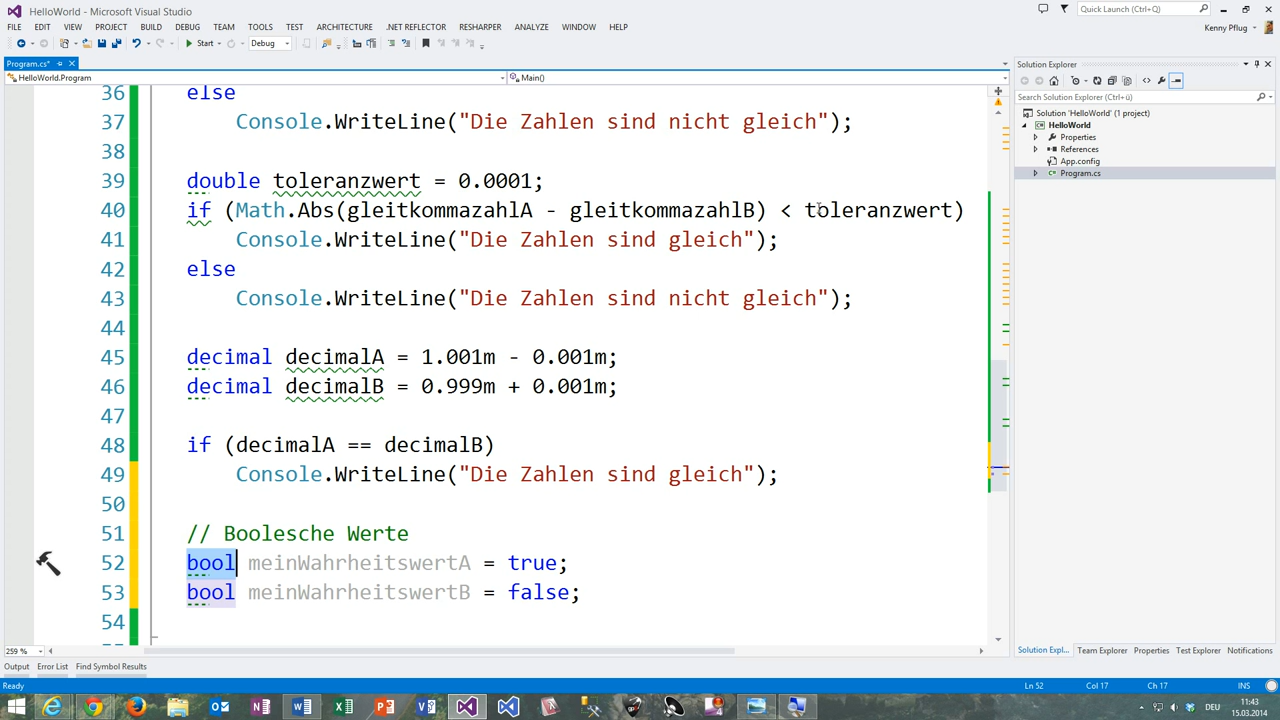 HelloWorld - Microsoft Visual Studio
Quick Launch (Ctrl+Q)
FILE EDIT VIEW PROJECT BUILD DEBUG TEAM TOOLS TEST ARCHITECTURE .NET REFLECTOR RESHARPER ANALYZE WINDOW HELP
Kenny Pflug
Start Debug
Program.cs*
HelloWorld.Program
Main()
36 else
37 Console.WriteLine("Die Zahlen sind nicht gleich");
38
39 double toleranzwert = 0.0001;
40 if (Math.Abs(gleitkommazahlA - gleitkommazahlB) < toleranzwert)
41 Console.WriteLine("Die Zahlen sind gleich");
42 else
43 Console.WriteLine("Die Zahlen sind nicht gleich");
44
45 decimal decimalA = 1.001m - 0.001m;
46 decimal decimalB = 0.999m + 0.001m;
47
48 if (decimalA == decimalB)
49 Console.WriteLine("Die Zahlen sind gleich");
50
51 // Boolesche Werte
52 bool meinWahrheitswertA = true;
53 bool meinWahrheitswertB = false;
54
259 %
Solution Explorer
Search Solution Explorer (Ctrl+ü)
Solution 'HelloWorld' (1 project)
HelloWorld
Properties
References
App.config
Program.cs
Solution Expl... Team Explorer Properties Test Explorer Notifications
Output Error List Find Symbol Results
Ready
Ln 52 Col 17 Ch 17 INS
DEU
11:43
15.03.2014